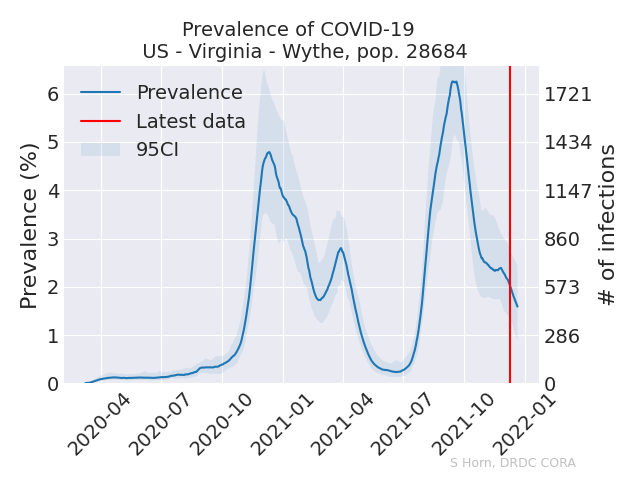 Prevalence of COVID-19
US - Virginia - Wythe, pop. 28684
Prevalence
Latest data
95CI
Prevalence (%)
6
5
4
3
2
1
0
1721
1434
1147
860
573
286
0
# of infections
2020-04
2020-07
2020-10
2021-01
2021-04
2021-07
2021-10
2022-01
S Horn, DRDC CORA